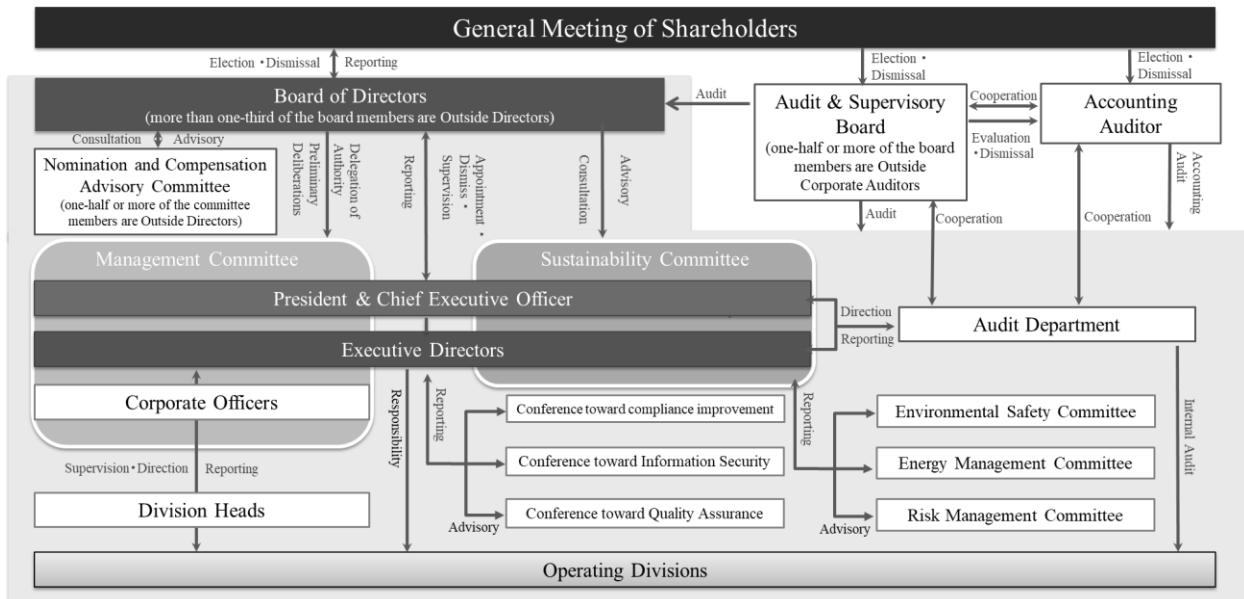 General Meeting of Shareholders
Election・Dismissal
Reporting
Election・
Dismissal
Election・
Dismissal
Board of Directors
(more than one-third of the board members are Outside Directors)
Audit
Audit & Supervisory
Board
(one-half or more of the board
members are Outside
Corporate Auditors
Cooperation
Evaluation・Dismissal
Accounting
Auditor
Consultation
Advisory
Nomination and Compensation
Advisory Committee
(one-half or more of the committee
members are Outside Directors)
Preliminary
Deliberations
Delegation of
Authority
Reporting
Appointment・
Dismiss・
Supervision
Consultation
Advisory
Audit
Cooperation
Cooperation
Accounting
Audit
Management Committee
Sustainability Committee
President & Chief Executive Officer
Executive Directors
Direction
Reporting
Audit Department
Corporate Officers
Supervision・Direction
Reporting
Division Heads
Responsibility
Reporting
Advisory
Conference toward compliance improvement
Conference toward Information Security
Conference toward Quality Assurance
Reporting
Advisory
Environmental Safety Committee
Energy Management Committee
Risk Management Committee
Internal Audit
Operating Divisions